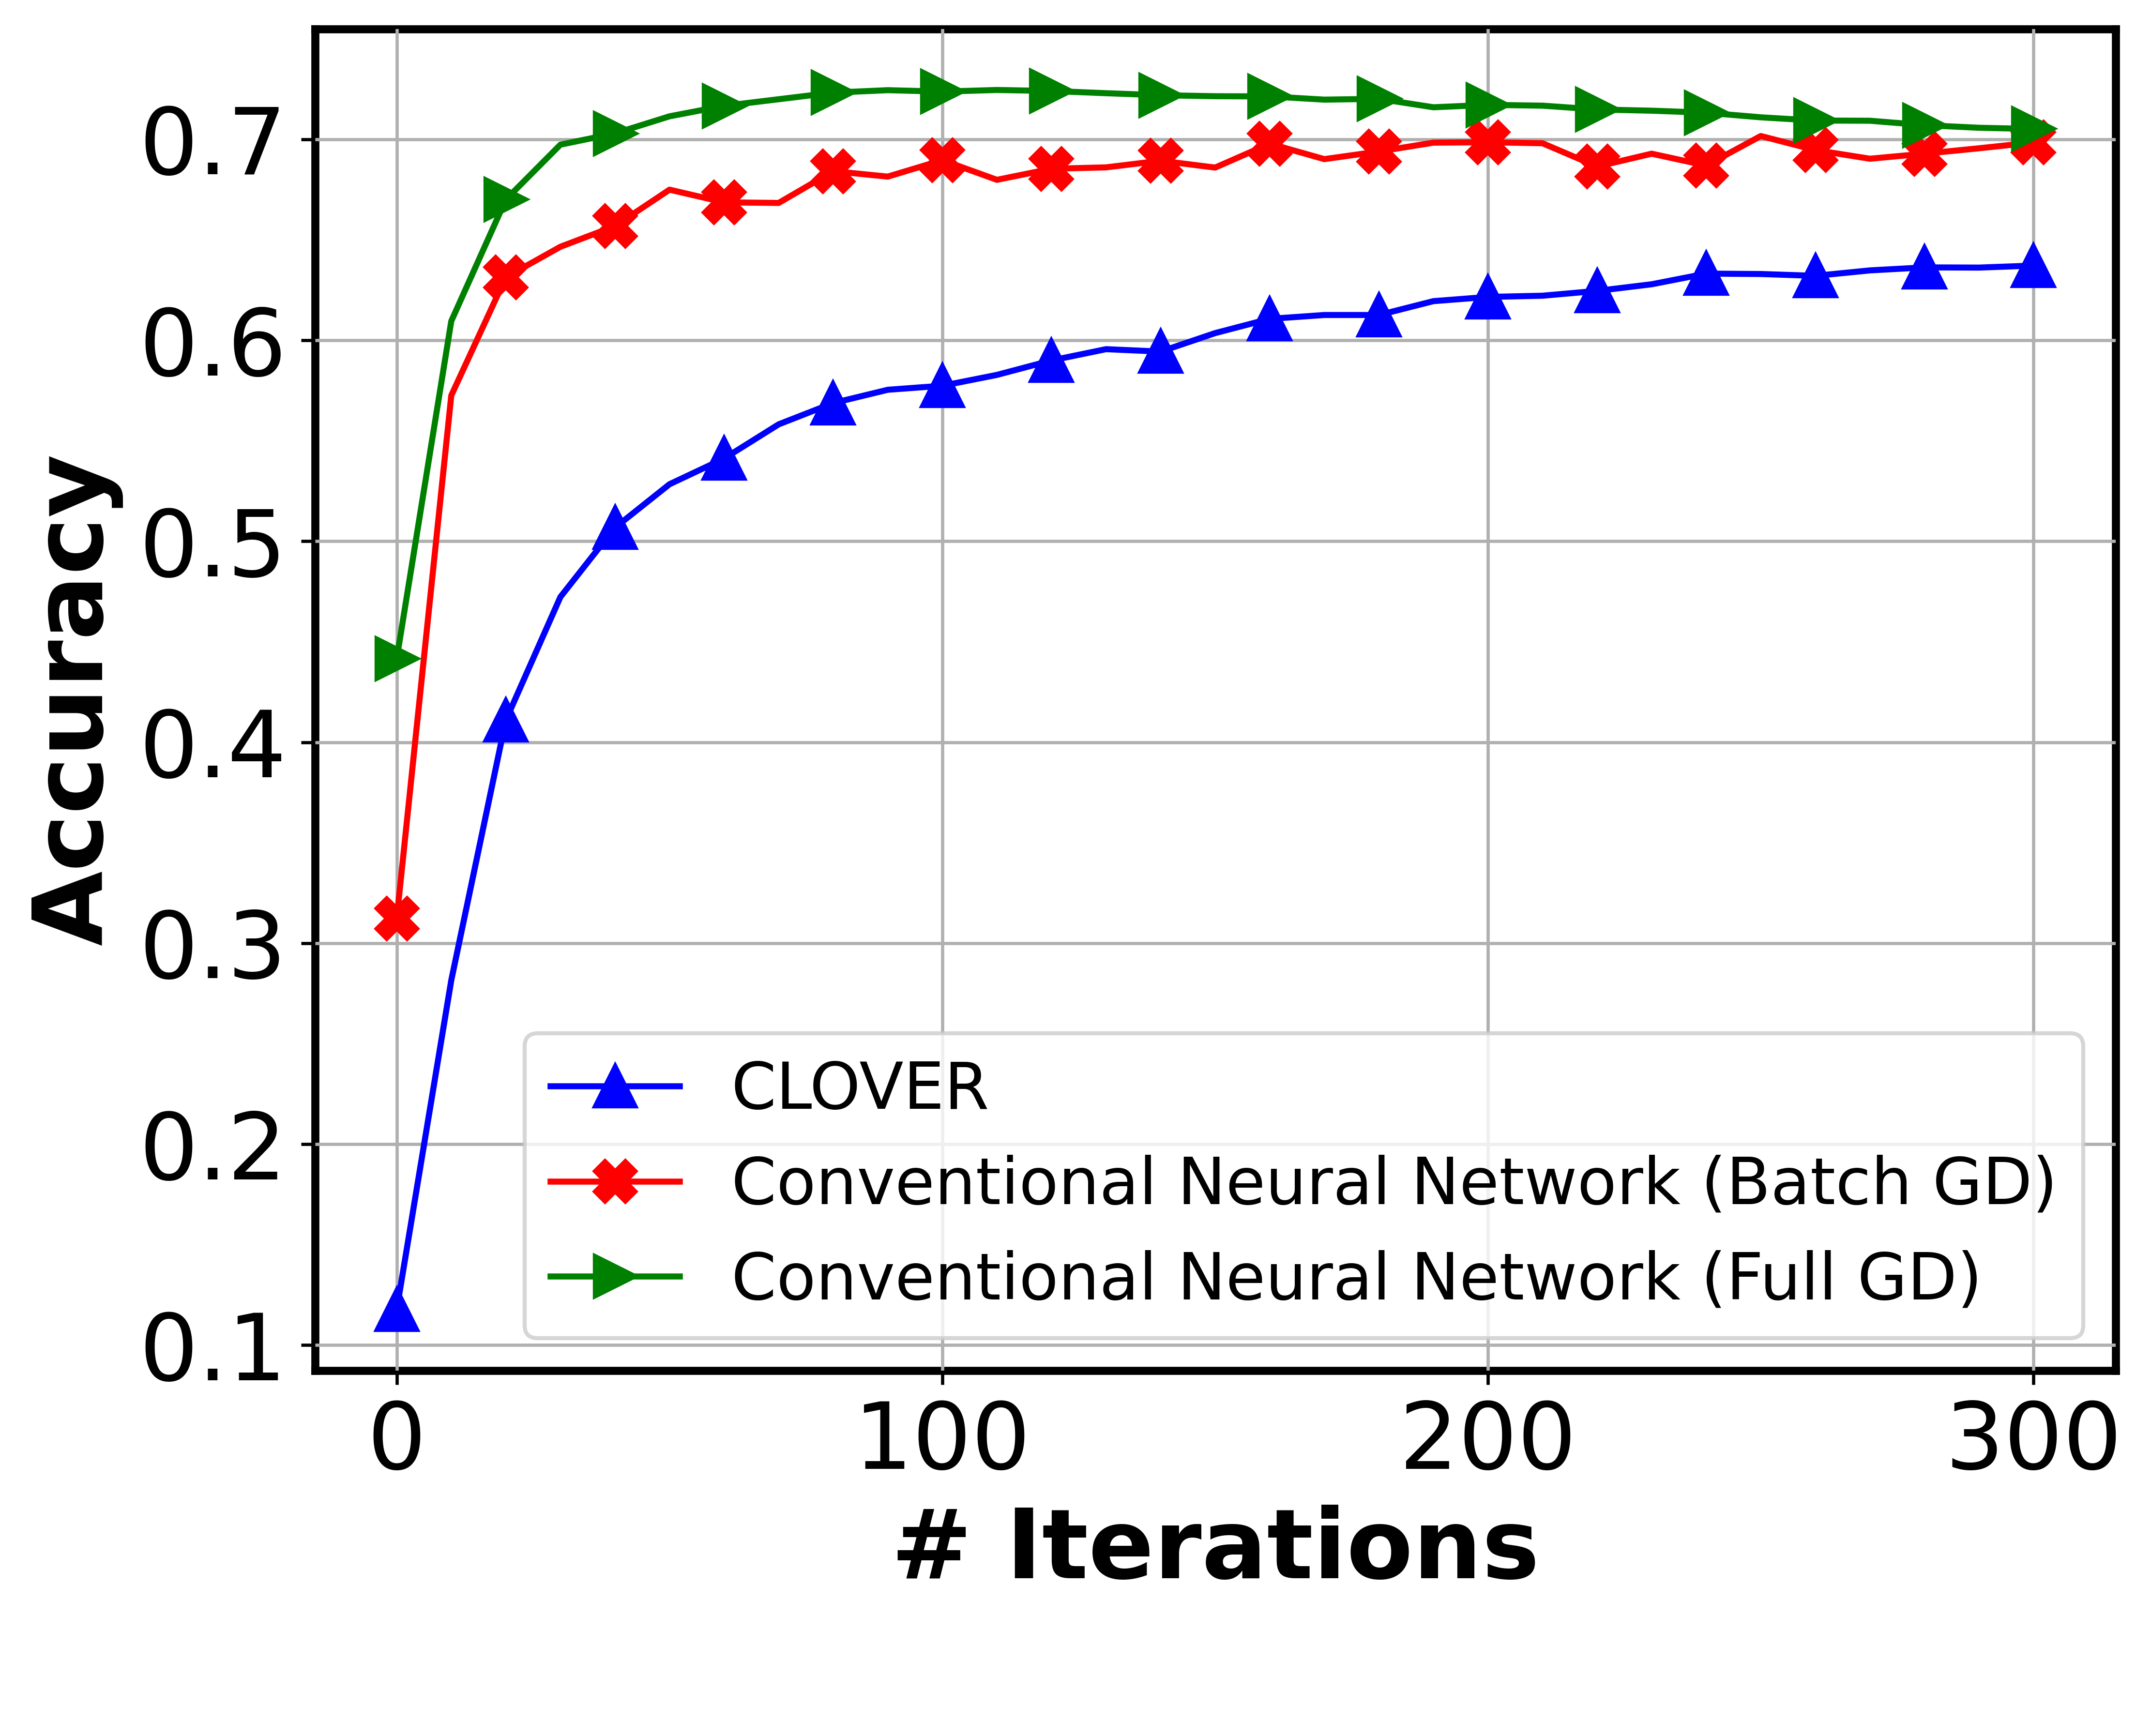 Accuracy
0.7
0.6
0.5
0.4
0.3
0.2
0.1
CLOVER
Conventional Neural Network (Batch GD)
Conventional Neural Network (Full GD)
0 100 200 300
# Iterations